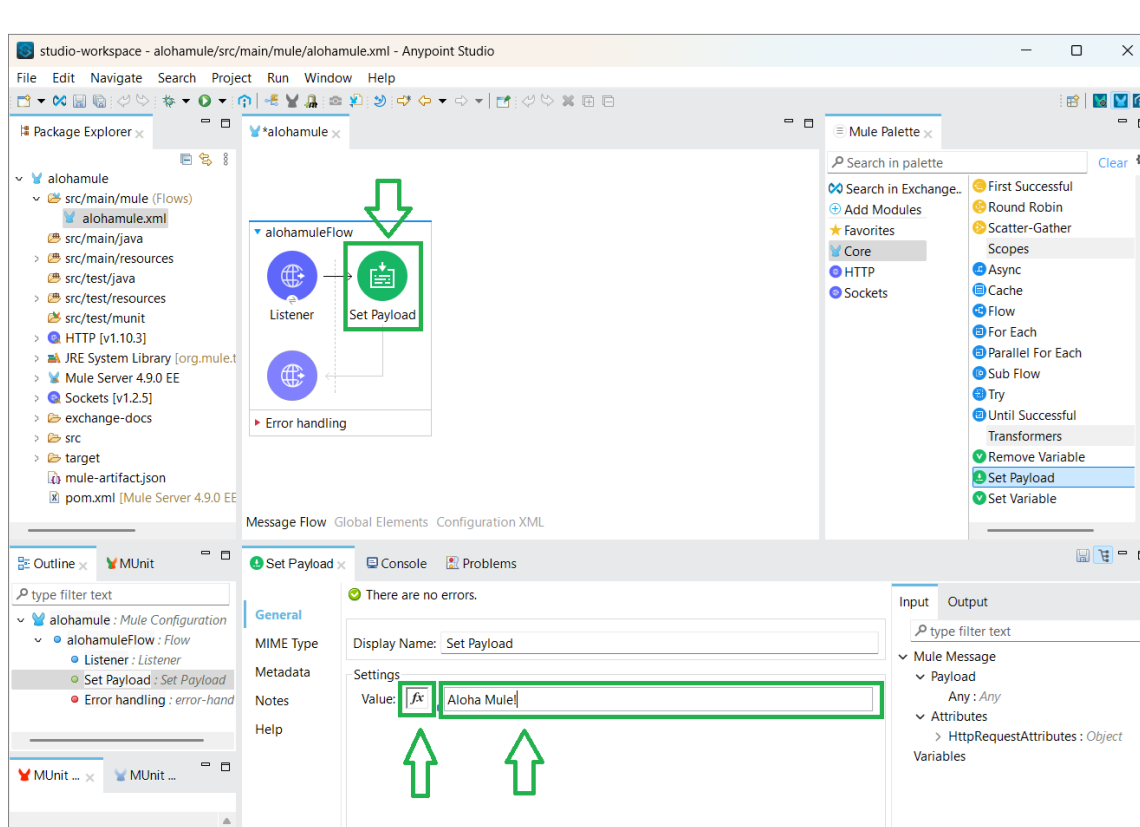 studio-workspace - alohamule/src/main/mule/alohamule.xml - Anypoint Studio
File Edit Navigate Search Project Run Window Help
Package Explorer
alohamule
src/main/mule (Flows)
alohamule.xml
src/main/java
src/main/resources
src/test/java
src/test/resources
src/test/munit
HTTP [v1.10.3]
JRE System Library [org.mule.t
Mule Server 4.9.0 EE
Sockets [v1.2.5]
exchange-docs
src
target
mule-artifact.json
pom.xml [Mule Server 4.9.0 EE
*alohamule
alohamuleFlow
Listener
Set Payload
Error handling
Message Flow Global Elements Configuration XML
Mule Palette
Search in palette
Clear
Search in Exchange..
Add Modules
Favorites
Core
HTTP
Sockets
First Successful
Round Robin
Scatter-Gather
Scopes
Async
Cache
Flow
For Each
Parallel For Each
Sub Flow
Try
Until Successful
Transformers
Remove Variable
Set Payload
Set Variable
Outline
MUnit
type filter text
alohamule : Mule Configuration
alohamuleFlow : Flow
Listener : Listener
Set Payload : Set Payload
Error handling : error-hand
MUnit ...
MUnit ...
Set Payload
Console
Problems
There are no errors.
General
MIME Type
Metadata
Notes
Help
Display Name: Set Payload
Settings
Value: fx Aloha Mule!
Input Output
type filter text
Mule Message
Payload
Any : Any
Attributes
HttpRequestAttributes : Object
Variables